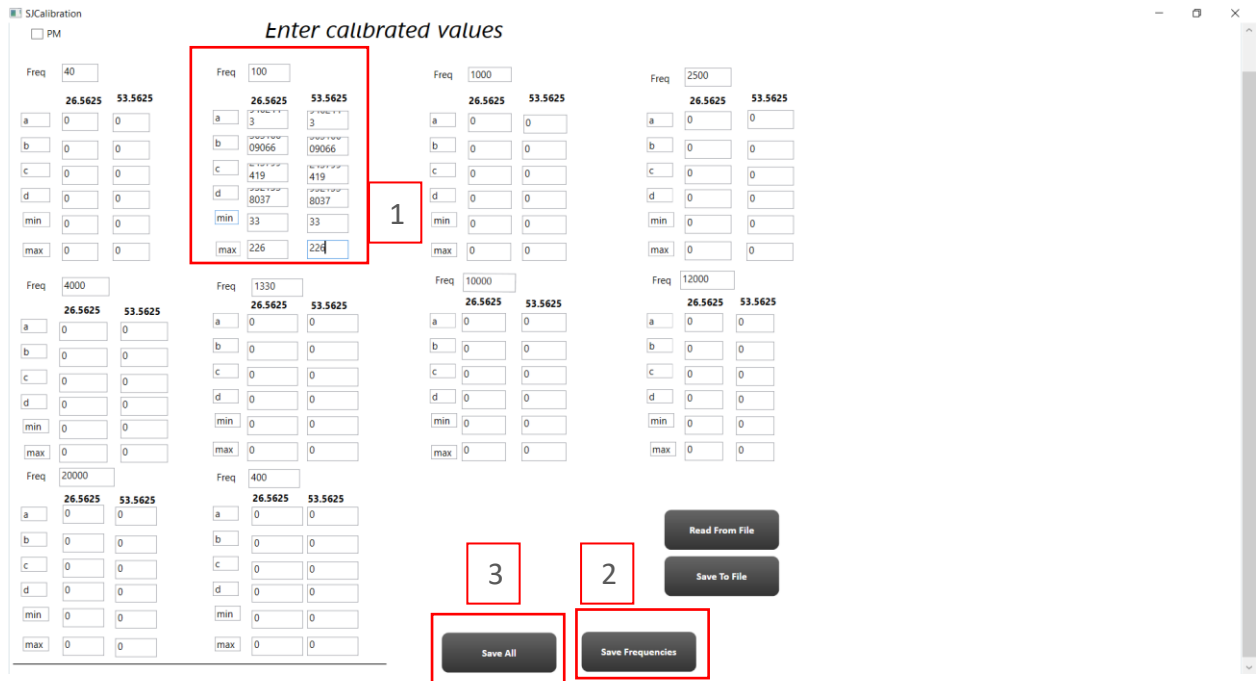 SJCalibration
PM
Enter calibrated values
Freq 40 Freq 100 Freq 1000 Freq 2500
26.5625 53.5625 26.5625 53.5625 26.5625 53.5625 26.5625 53.5625
a 0 0 a 3 3 a 0 0 a 0 0
b 0 0 b 09066 09066 b 0 0 b 0 0
c 0 0 c 419 419 c 0 0 c 0 0
d 0 0 d 8037 8037 d 0 0 d 0 0
min 0 0 min 33 33 min 0 0 min 0 0
max 0 0 max 226 226 max 0 0 max 0 0
1
Freq 4000 Freq 1330 Freq 10000 Freq 12000
26.5625 53.5625 26.5625 53.5625 26.5625 53.5625 26.5625 53.5625
a 0 0 a 0 0 a 0 0 a 0 0
b 0 0 b 0 0 b 0 0 b 0 0
c 0 0 c 0 0 c 0 0 c 0 0
d 0 0 d 0 0 d 0 0 d 0 0
min 0 0 min 0 0 min 0 0 min 0 0
max 0 0 max 0 0 max 0 0 max 0 0
Freq 20000 Freq 400
26.5625 53.5625 26.5625 53.5625
a 0 0 a 0 0
b 0 0 b 0 0
c 0 0 c 0 0
d 0 0 d 0 0
min 0 0 min 0 0
max 0 0 max 0 0
Read From File
Save To File
3 2
Save All Save Frequencies